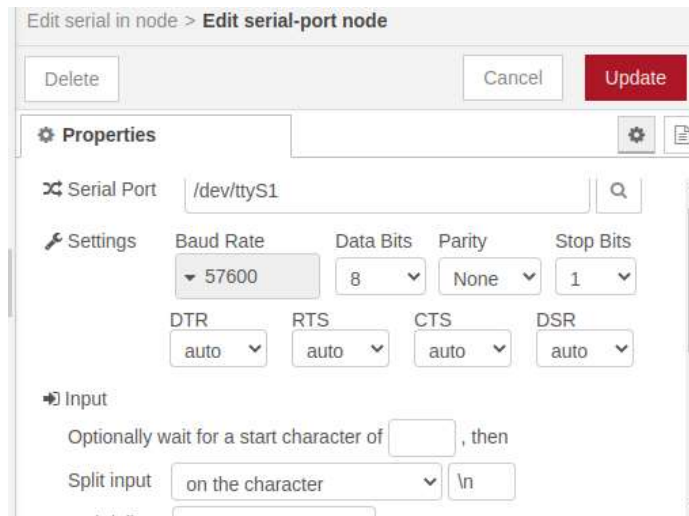 Edit serial in node > Edit serial-port node
Delete Cancel Update
Properties
Serial Port /dev/ttyS1
Settings Baud Rate Data Bits Parity Stop Bits
57600 8 None 1
DTR RTS CTS DSR
auto auto auto auto
Input
Optionally wait for a start character of , then
Split input on the character \n